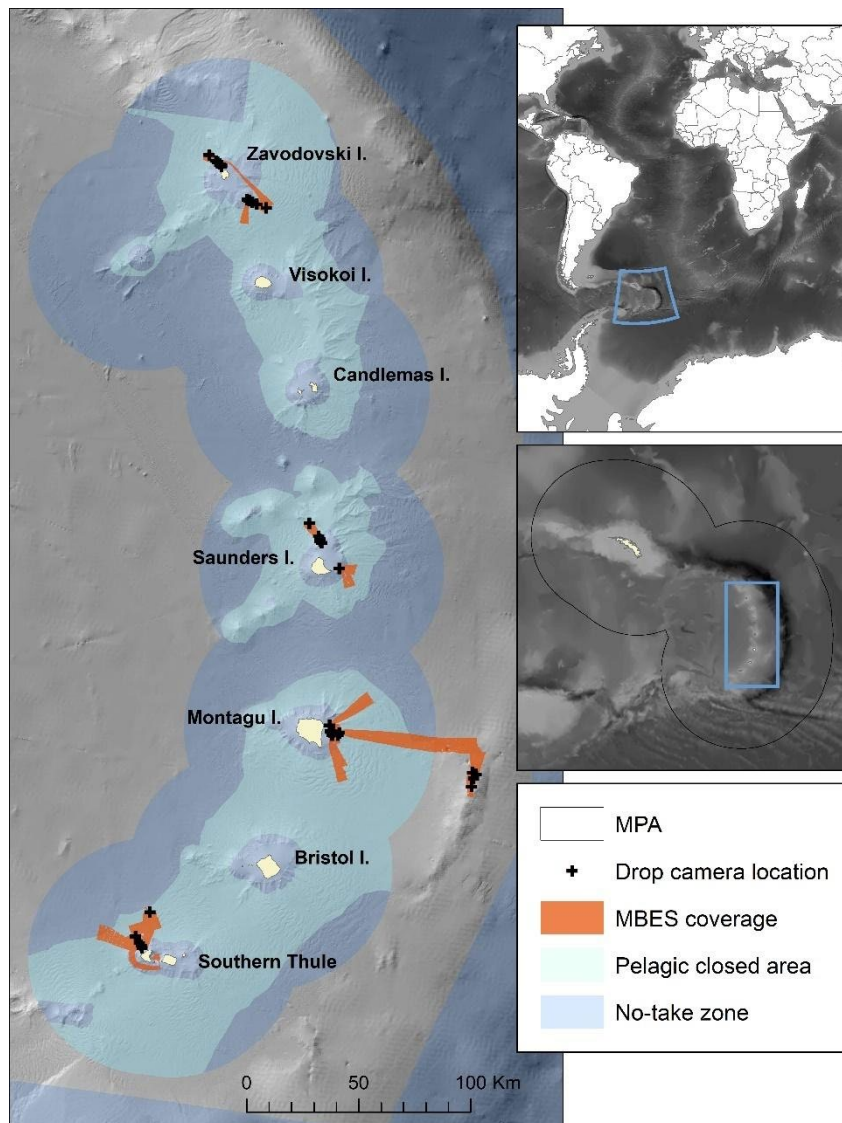 Zavodovski I.
Visokoi I.
Candlemas I.
Saunders I.
Montagu I.
Bristol I.
Southern Thule
0 50 100 Km
MPA
Drop camera location
MBES coverage
Pelagic closed area
No-take zone